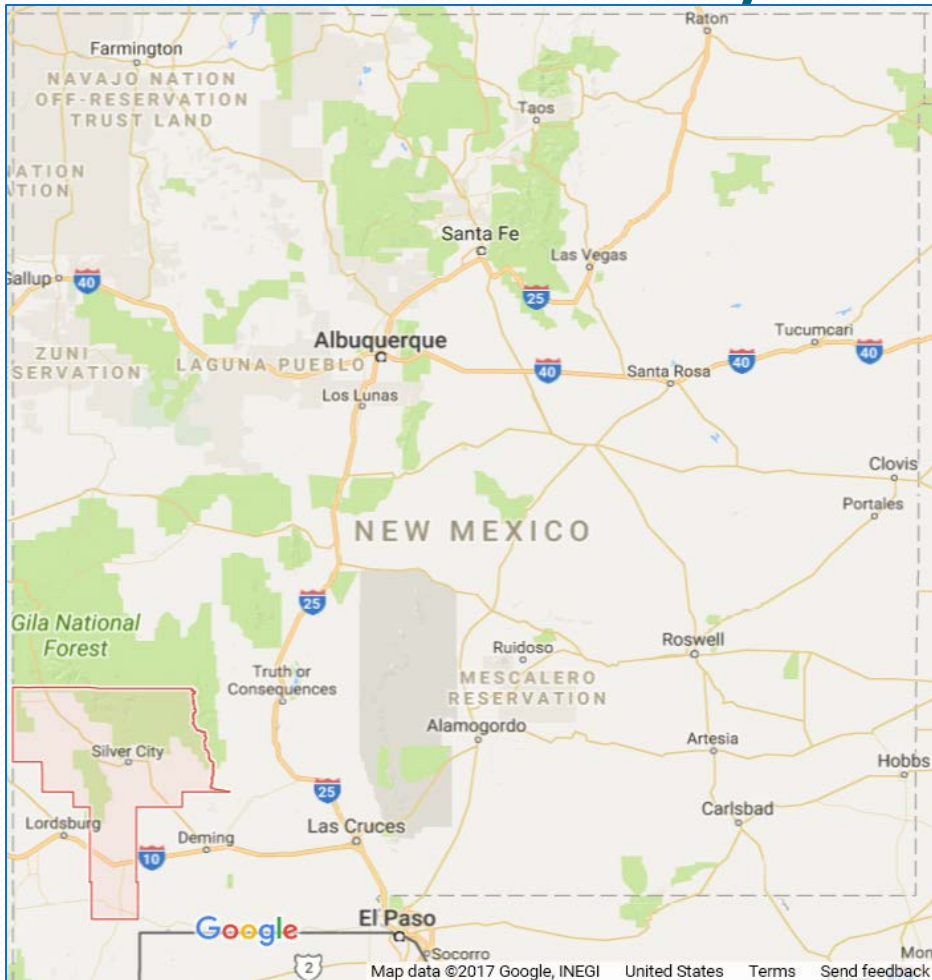 Raton
Farmington
NAVAJO NATION
OFF-RESERVATION
TRUST LAND
Taos
NATION
Santa Fe
Las Vegas
Gallup
40
25
Albuquerque
Tucumcari
ZUNI
LAGUNA PUEBLO
40
40
40
Santa Rosa
Los Lunas
Clovis
Portales
NEW MEXICO
25
Gila National
Forest
Ruidoso
Roswell
Truth or
Consequences
MESCALERO
RESERVATION
Silver City
Alamogordo
Artesia
Hobbs
25
Lordsburg
Deming
Las Cruces
Carlsbad
10
El Paso
Google
Socorro
2
Map data ©2017 Google, INEGI United States Terms Send feedback